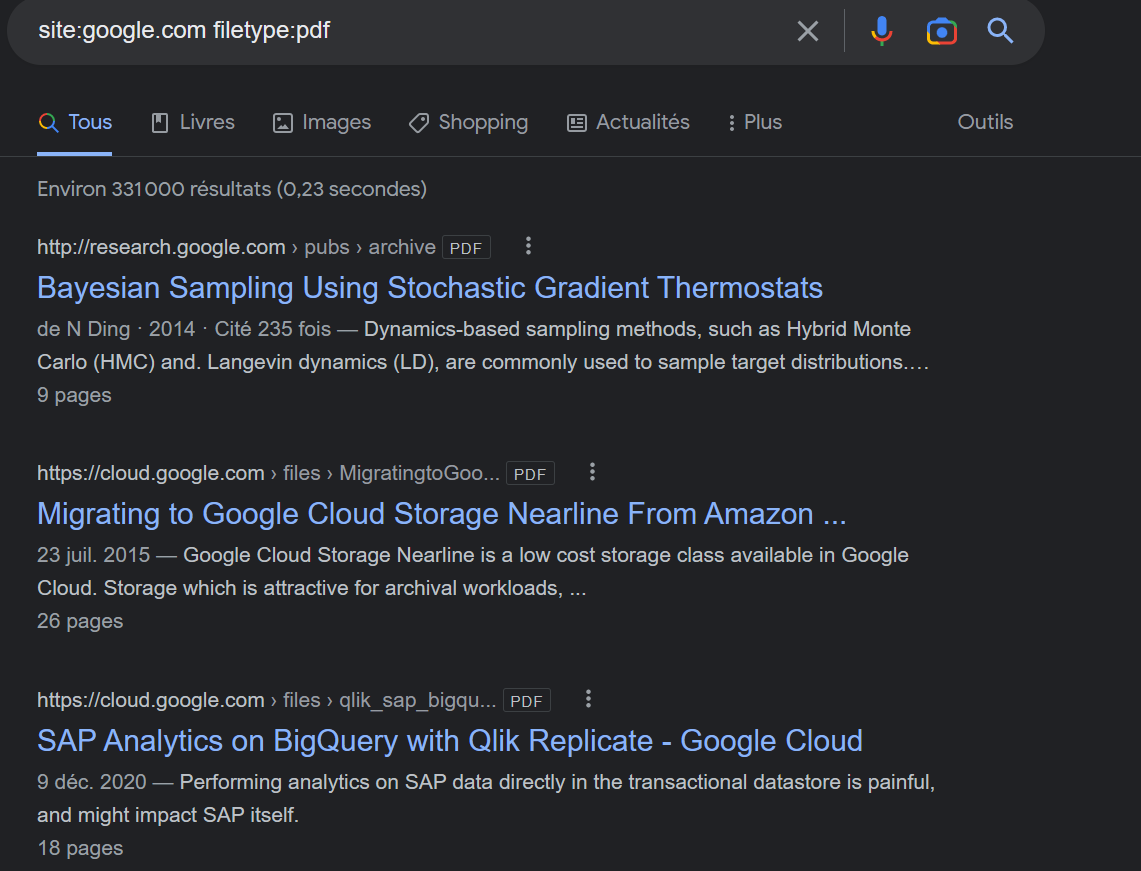 site:google.com filetype:pdf
Tous Livres Images Shopping Actualités Plus Outils
Environ 331 000 résultats (0,23 secondes)
http://research.google.com › pubs › archive PDF
Bayesian Sampling Using Stochastic Gradient Thermostats
de N Ding · 2014 · Cité 235 fois — Dynamics-based sampling methods, such as Hybrid Monte
Carlo (HMC) and. Langevin dynamics (LD), are commonly used to sample target distributions.…
9 pages
https://cloud.google.com › files › MigratingtoGoo... PDF
Migrating to Google Cloud Storage Nearline From Amazon ...
23 juil. 2015 — Google Cloud Storage Nearline is a low cost storage class available in Google
Cloud. Storage which is attractive for archival workloads, ...
26 pages
https://cloud.google.com › files › qlik_sap_bigqu... PDF
SAP Analytics on BigQuery with Qlik Replicate - Google Cloud
9 déc. 2020 — Performing analytics on SAP data directly in the transactional datastore is painful,
and might impact SAP itself.
18 pages